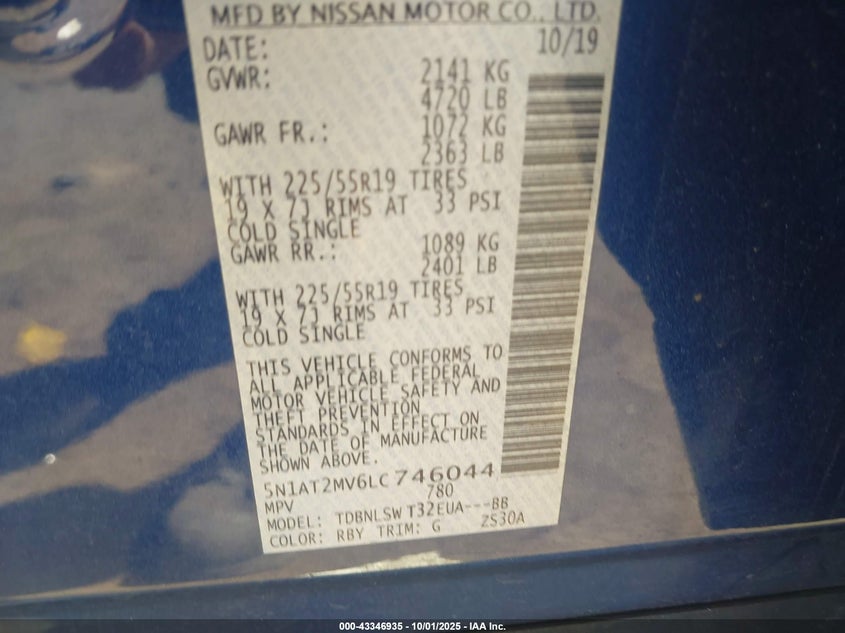 MFD BY NISSAN MOTOR CO., LTD.
DATE: 10/19
GVWR: 2141 KG
4720 LB
GAWR FR.: 1072 KG
2363 LB
WITH 225/55R19 TIRES
19 X 7J RIMS AT 33 PSI
COLD SINGLE
GAWR RR.: 1089 KG
2401 LB
WITH 225/55R19 TIRES
19 X 7J RIMS AT 33 PSI
COLD SINGLE
THIS VEHICLE CONFORMS TO
ALL APPLICABLE FEDERAL
MOTOR VEHICLE SAFETY AND
THEFT PREVENTION
STANDARDS IN EFFECT ON
THE DATE OF MANUFACTURE
SHOWN ABOVE.
5N1AT2MV6LC746044
MPV 780
MODEL: TDBNLSW T32EUA---BB
COLOR: RBY TRIM: G ZS30A
000-43346935 - 10/01/2025 - IAA Inc.